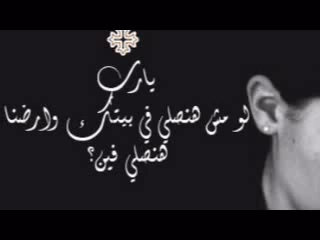 يارب
لو مش هنصلي في بيتك وارضنا
هنصلي فين؟